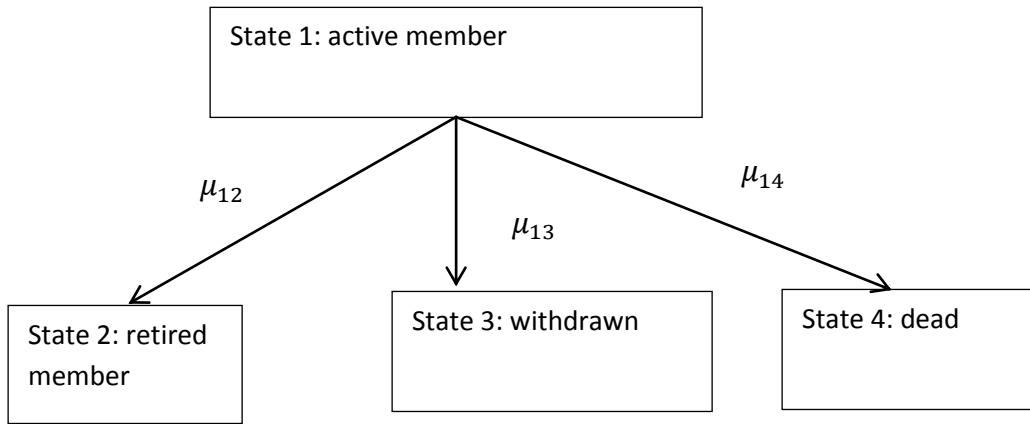 State 1: active member
μ₁₂
μ₁₃
μ₁₄
State 2: retired
member
State 3: withdrawn
State 4: dead